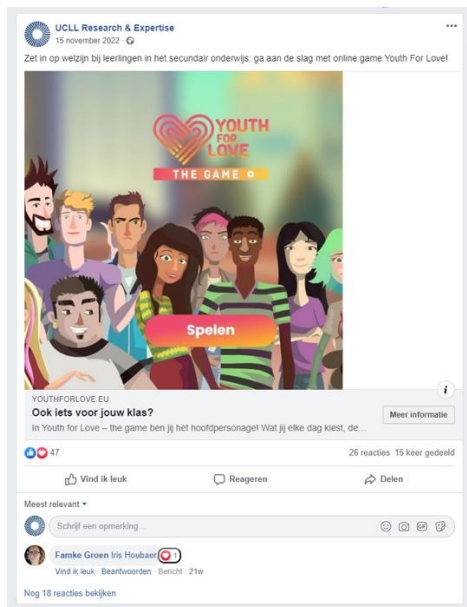 UCLL Research & Expertise
15 november 2022 ·
Zet in op welzijn bij leerlingen in het secundair onderwijs: ga aan de slag met online game Youth For Love!
YOUTH
FOR
LOVE
THE GAME
Spelen
YOUTHFORLOVE.EU
Ook iets voor jouw klas?
Meer informatie
In Youth for Love – the game ben jij het hoofdpersonage! Wat jij elke dag kiest, de...
47
26 reacties 15 keer gedeeld
Vind ik leuk
Reageren
Delen
Meest relevant
Schrijf een opmerking...
GIF
Famke Groen Iris Houbaer 1
Vind ik leuk · Beantwoorden · Bericht · 21w
Nog 18 reacties bekijken